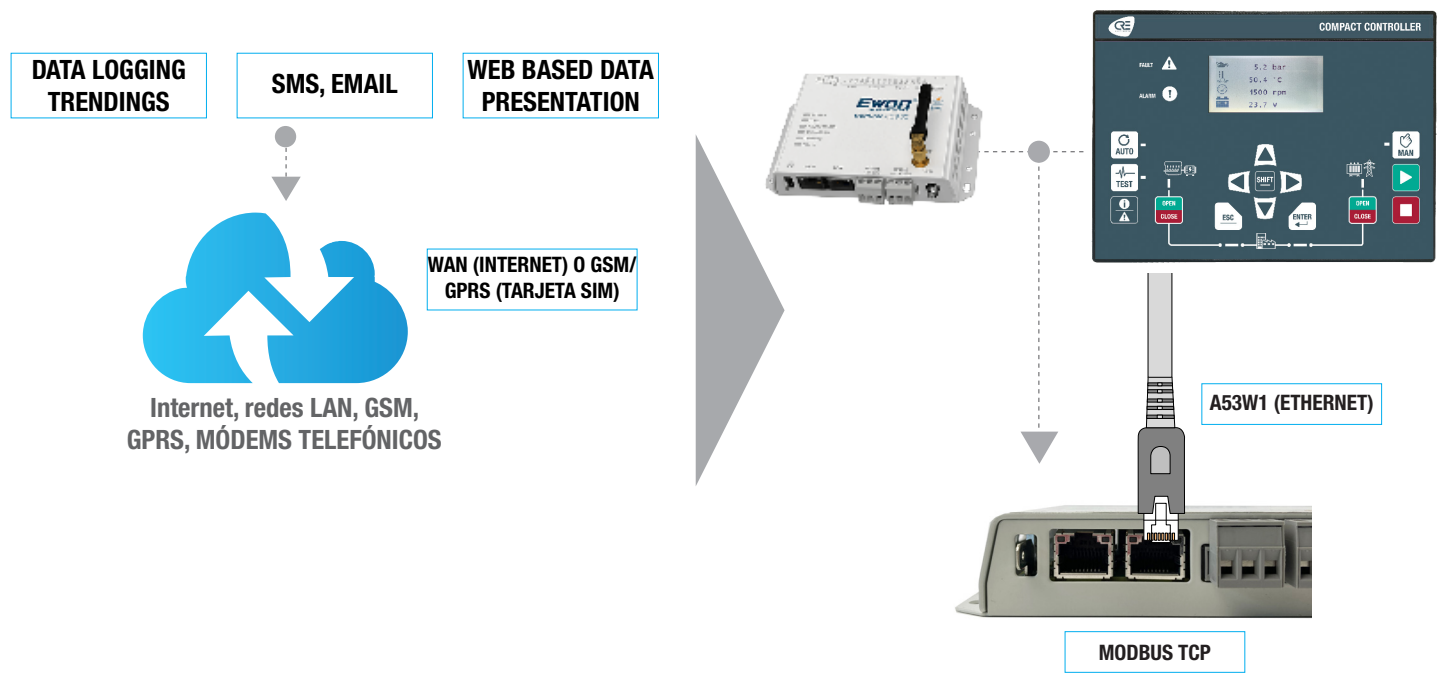 DATA LOGGING
TRENDINGS
SMS, EMAIL
WEB BASED DATA
PRESENTATION
WAN (INTERNET) O GSM/
GPRS (TARJETA SIM)
Internet, redes LAN, GSM,
GPRS, MÓDEMS TELEFÓNICOS
Ewon
CRE
COMPACT CONTROLLER
FAULT
ALARM
5.2 bar
50.4 °C
1500 rpm
23.7 V
AUTO
MAN
TEST
SHIFT
OPEN
CLOSE
ESC
ENTER
OPEN
CLOSE
A53W1 (ETHERNET)
MODBUS TCP